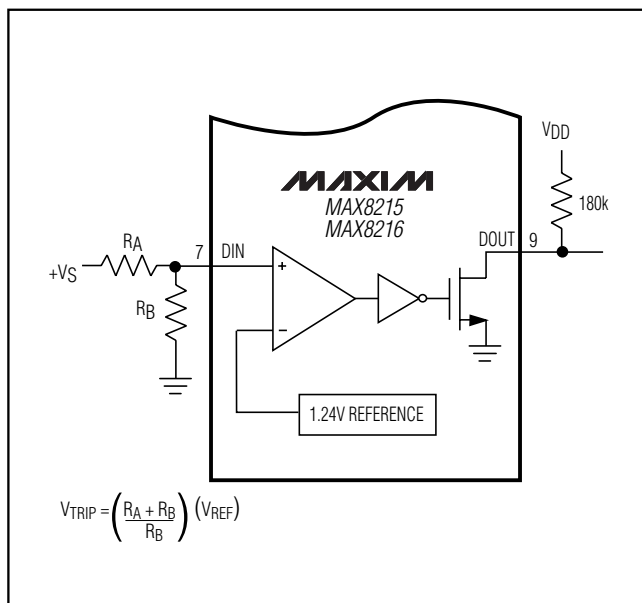 VDD
MAXIM
MAX8215
MAX8216
180k
RA
7
DIN
DOUT
9
+VS
+
RB
−
1.24V REFERENCE
VTRIP = (RA + RB / RB) (VREF)